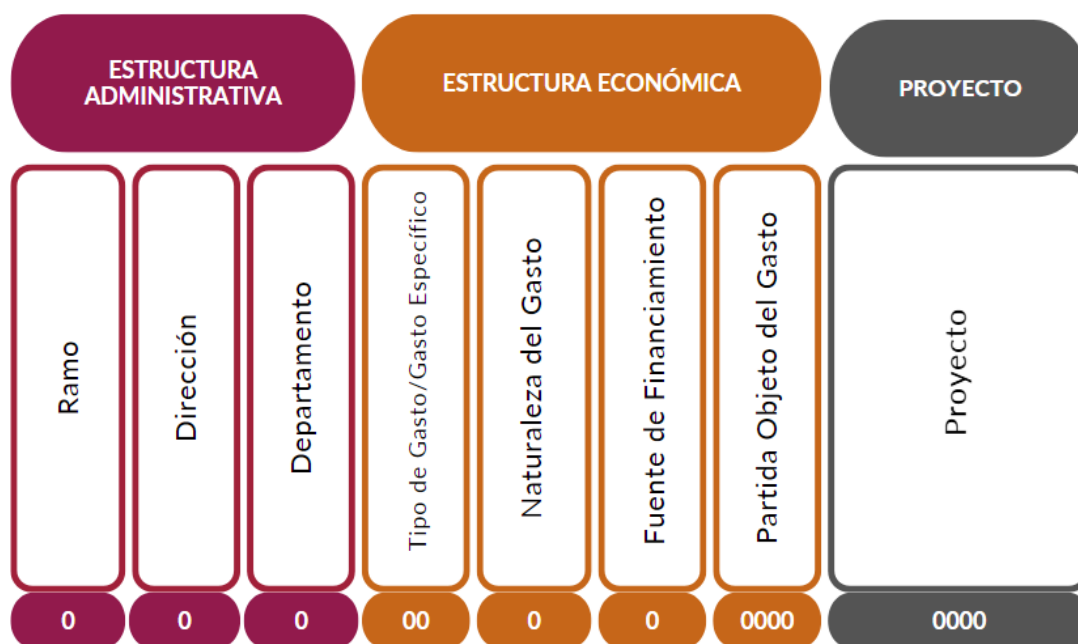 ESTRUCTURA
ADMINISTRATIVA
ESTRUCTURA ECONÓMICA
PROYECTO
Ramo
Dirección
Departamento
Tipo de Gasto/Gasto Específico
Naturaleza del Gasto
Fuente de Financiamiento
Partida Objeto del Gasto
Proyecto
0
0
0
00
0
0
0000
0000